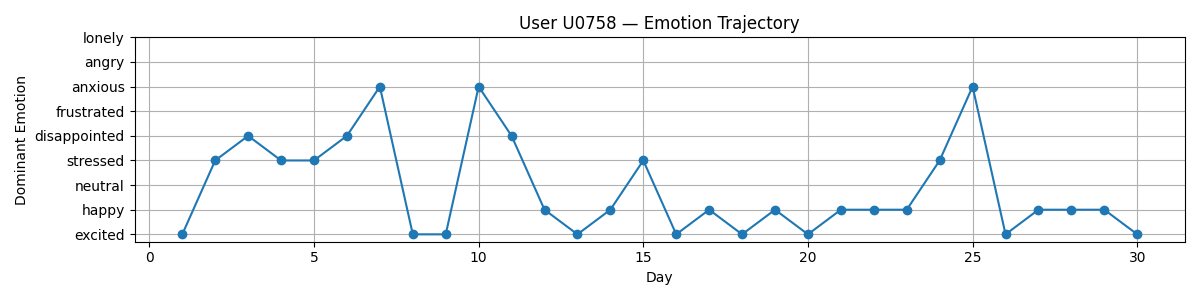 User U0758 — Emotion Trajectory
Dominant Emotion
lonely
angry
anxious
frustrated
disappointed
stressed
neutral
happy
excited
0 5 10 15 20 25 30
Day